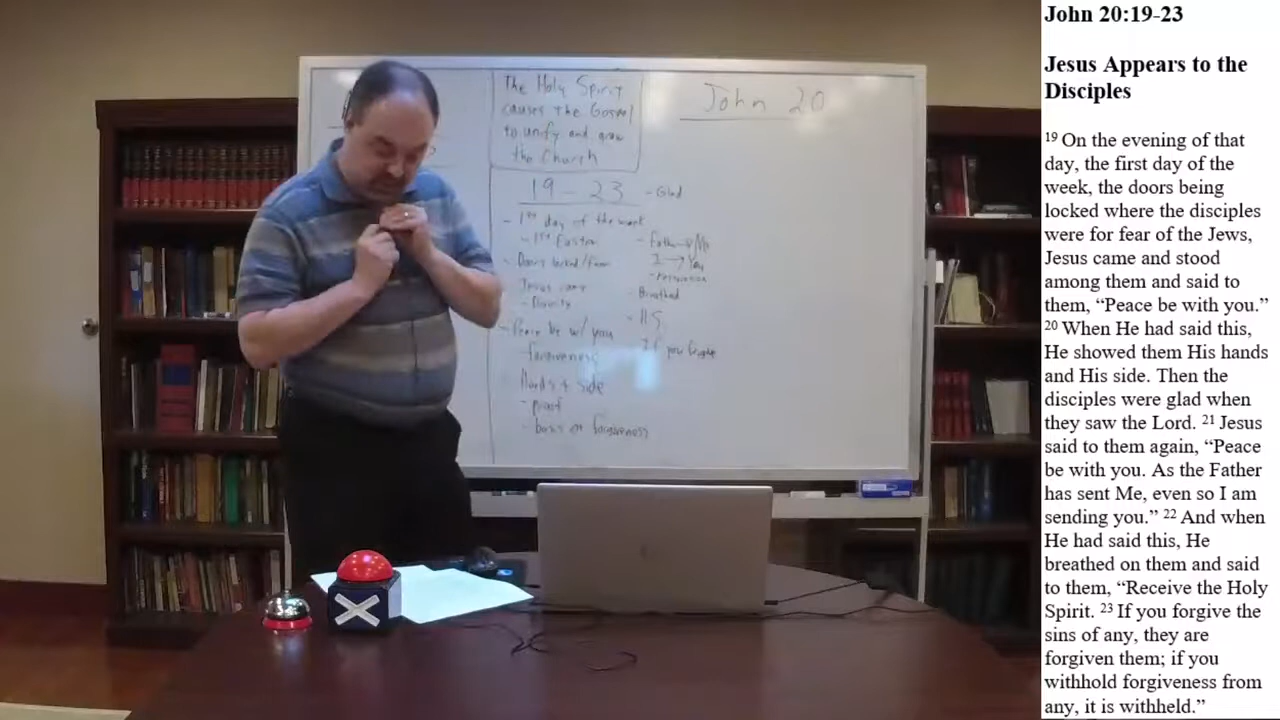 The Holy Spirit
causes the Gospel
to unify and grow
the Church
John 20
19 - 23
- Glad
- 1st day of the week
- 1st Easter
- Doors locked/fear
Jesus came
- Divinity
- Peace be w/ you
forgiveness
Hands + side
- proof
- basis of forgiveness
- Father → Me
I → You
- Breathed
- HS
If you forgive
John 20:19-23
Jesus Appears to the
Disciples
19 On the evening of that
day, the first day of the
week, the doors being
locked where the disciples
were for fear of the Jews,
Jesus came and stood
among them and said to
them, “Peace be with you.”
20 When He had said this,
He showed them His hands
and His side. Then the
disciples were glad when
they saw the Lord. 21 Jesus
said to them again, “Peace
be with you. As the Father
has sent Me, even so I am
sending you.” 22 And when
He had said this, He
breathed on them and said
to them, “Receive the Holy
Spirit. 23 If you forgive the
sins of any, they are
forgiven them; if you
withhold forgiveness from
any, it is withheld.”